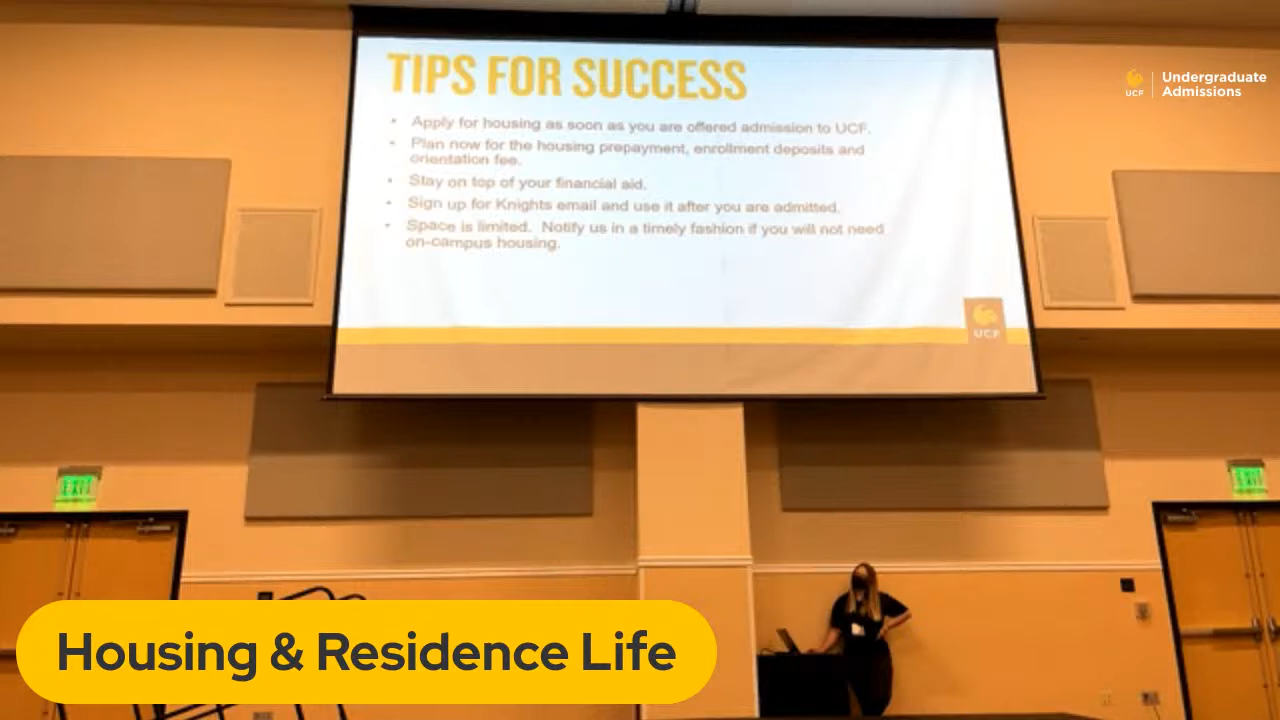 TIPS FOR SUCCESS
• Apply for housing as soon as you are offered admission to UCF.
• Plan now for the housing prepayment, enrollment deposits and
orientation fee.
• Stay on top of your financial aid.
• Sign up for Knights email and use it after you are admitted.
• Space is limited.  Notify us in a timely fashion if you will not need
on-campus housing.
UCF
UCF
Undergraduate
Admissions
EXIT
EXIT
Housing & Residence Life